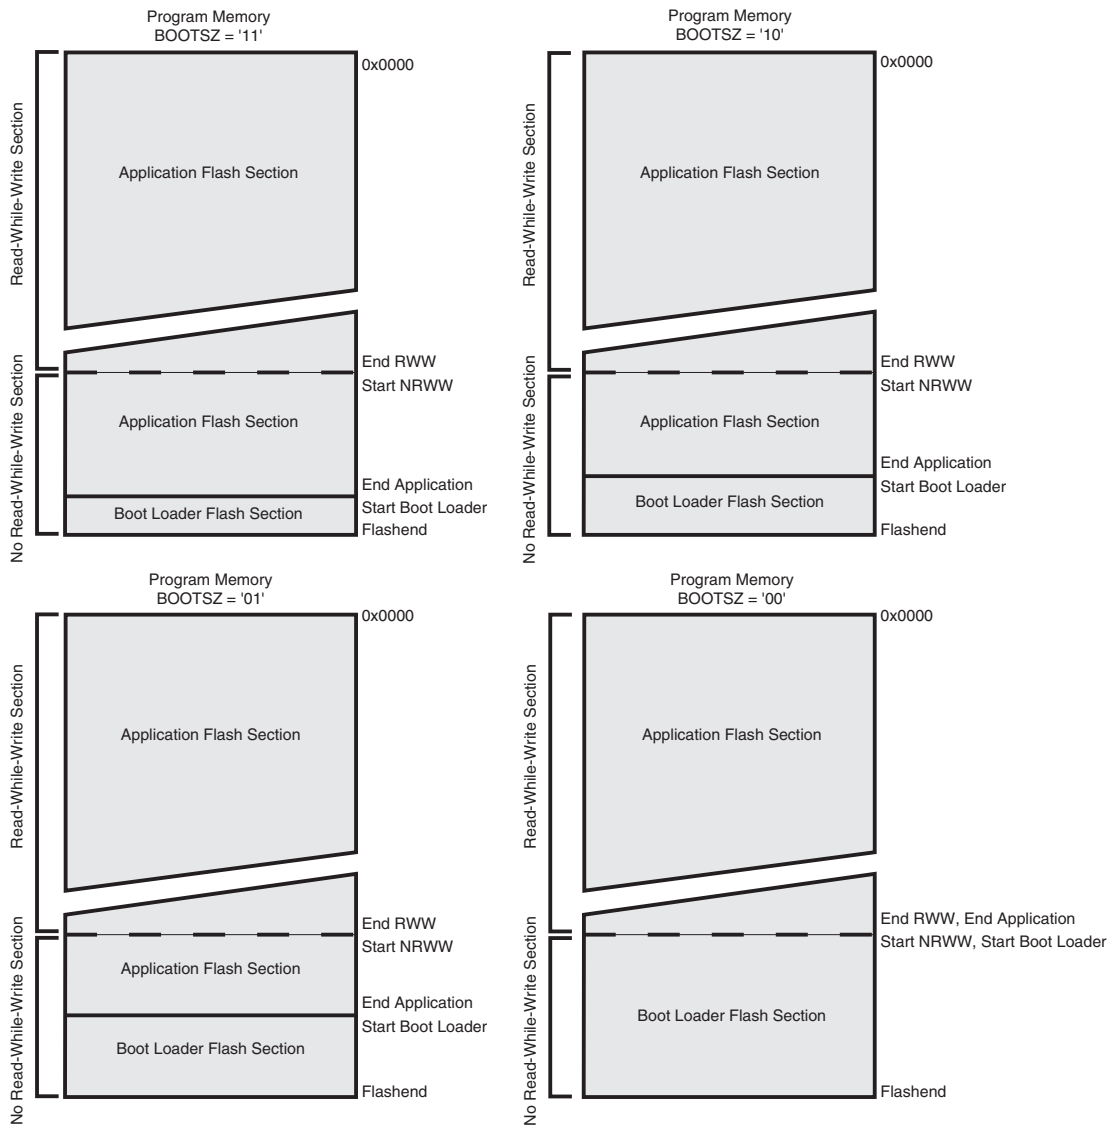 Program Memory
BOOTSZ = '11'
0x0000
Read-While-Write Section
Application Flash Section
End RWW
Start NRWW
No Read-While-Write Section
Application Flash Section
End Application
Start Boot Loader
Boot Loader Flash Section
Flashend
Program Memory
BOOTSZ = '10'
0x0000
Read-While-Write Section
Application Flash Section
End RWW
Start NRWW
No Read-While-Write Section
Application Flash Section
End Application
Start Boot Loader
Boot Loader Flash Section
Flashend
Program Memory
BOOTSZ = '01'
0x0000
Read-While-Write Section
Application Flash Section
End RWW
Start NRWW
No Read-While-Write Section
Application Flash Section
End Application
Start Boot Loader
Boot Loader Flash Section
Flashend
Program Memory
BOOTSZ = '00'
0x0000
Read-While-Write Section
Application Flash Section
End RWW, End Application
Start NRWW, Start Boot Loader
No Read-While-Write Section
Boot Loader Flash Section
Flashend